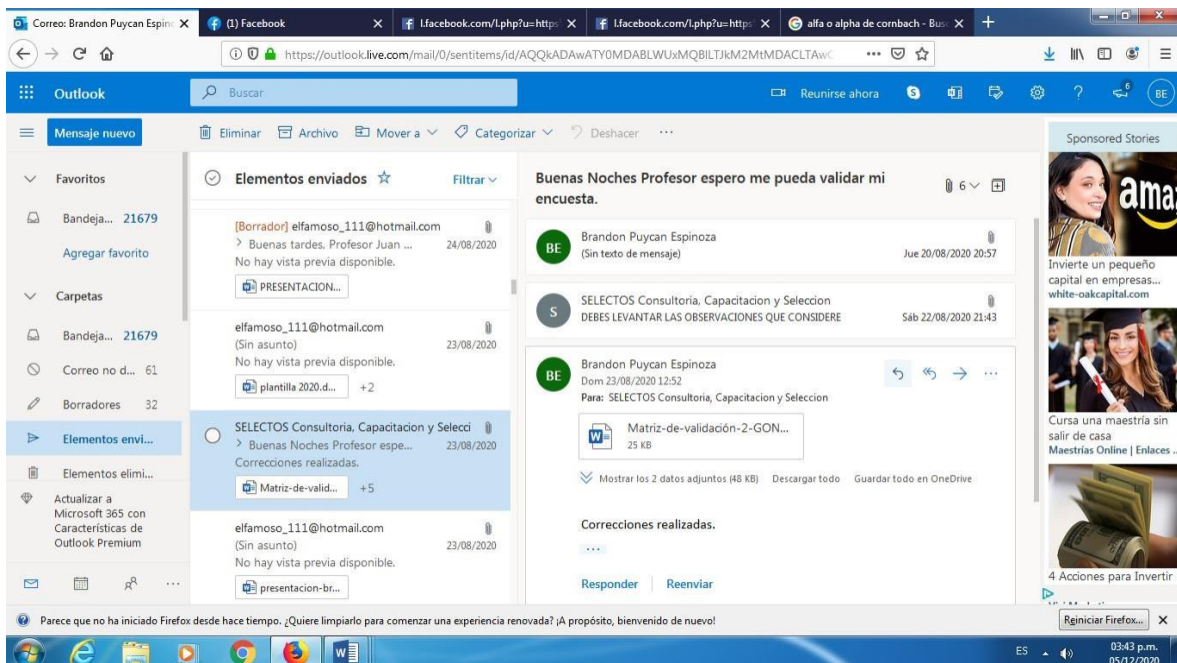 Correo: Brandon Puycan Espino
(1) Facebook
l.facebook.com/l.php?u=https
l.facebook.com/l.php?u=https
alfa o alpha de cornbach - Bus
https://outlook.live.com/mail/0/sentitems/id/
Outlook
Buscar
Reunirse ahora
6
BE
Mensaje nuevo
Eliminar Archivo Mover a Categorizar Deshacer
Favoritos
Bandeja... 21679
Agregar favorito
Carpetas
Bandeja... 21679
Correo no d... 61
Borradores 32
Elementos envi...
Elementos elimi...
Actualizar a
Microsoft 365 con
Características de
Outlook Premium
Elementos enviados
Filtrar
[Borrador] elfamoso_111@hotmail.com
Buenas tardes, Profesor Juan ... 24/08/2020
No hay vista previa disponible.
PRESENTACION...
elfamoso_111@hotmail.com
(Sin asunto) 23/08/2020
No hay vista previa disponible.
plantilla 2020.d... +2
SELECTOS Consultoria, Capacitacion y Selecci
Buenas Noches Profesor espe... 23/08/2020
Correcciones realizadas.
Matriz-de-valid... +5
elfamoso_111@hotmail.com
(Sin asunto) 23/08/2020
No hay vista previa disponible.
presentacion-br...
Buenas Noches Profesor espero me pueda validar mi
encuesta.
6
BE
Brandon Puycan Espinoza
(Sin texto de mensaje) Jue 20/08/2020 20:57
S
SELECTOS Consultoria, Capacitacion y Seleccion
DEBES LEVANTAR LAS OBSERVACIONES QUE CONSIDERE Sáb 22/08/2020 21:43
BE
Brandon Puycan Espinoza
Dom 23/08/2020 12:52
Para: SELECTOS Consultoria, Capacitacion y Seleccion
Matriz-de-validación-2-GON...
25 KB
Mostrar los 2 datos adjuntos (48 KB) Descargar todo Guardar todo en OneDrive
Correcciones realizadas.
...
Responder Reenviar
Sponsored Stories
ama
Invierte un pequeño
capital en empresas...
white-oakcapital.com
Cursa una maestría sin
salir de casa
Maestrías Online | Enlaces ..
4 Acciones para Invertir
Parece que no ha iniciado Firefox desde hace tiempo. ¿Quiere limpiarlo para comenzar una experiencia renovada? ¡A propósito, bienvenido de nuevo!
Reiniciar Firefox...
ES
03:43 p.m.
05/12/2020